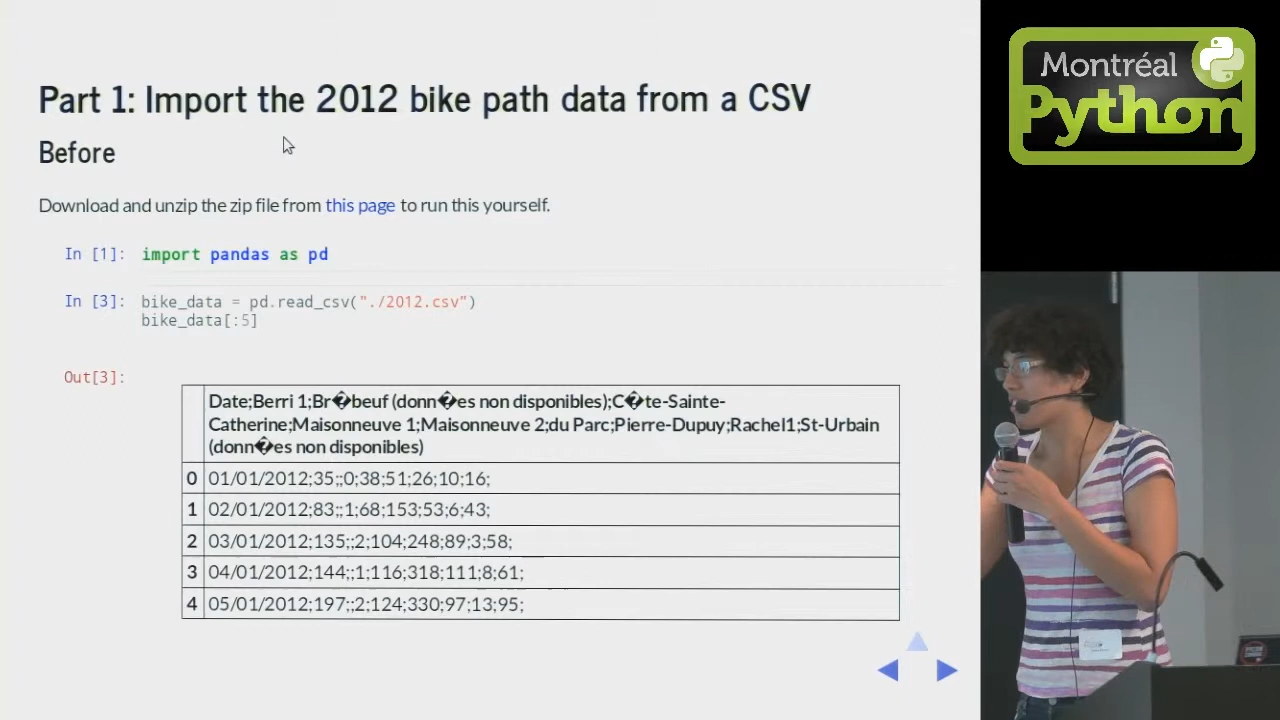 Part 1: Import the 2012 bike path data from a CSV
Before
Download and unzip the zip file from this page to run this yourself.
In [1]: import pandas as pd
In [3]: bike_data = pd.read_csv("./2012.csv")
bike_data[:5]
Out[3]:
Date;Berri 1;Br�beuf (donn�es non disponibles);C�te-Sainte-
Catherine;Maisonneuve 1;Maisonneuve 2;du Parc;Pierre-Dupuy;Rachel1;St-Urbain
(donn�es non disponibles)
0 01/01/2012;35;;0;38;51;26;10;16;
1 02/01/2012;83;;1;68;153;53;6;43;
2 03/01/2012;135;;2;104;248;89;3;58;
3 04/01/2012;144;;1;116;318;111;8;61;
4 05/01/2012;197;;2;124;330;97;13;95;
Montréal
Python